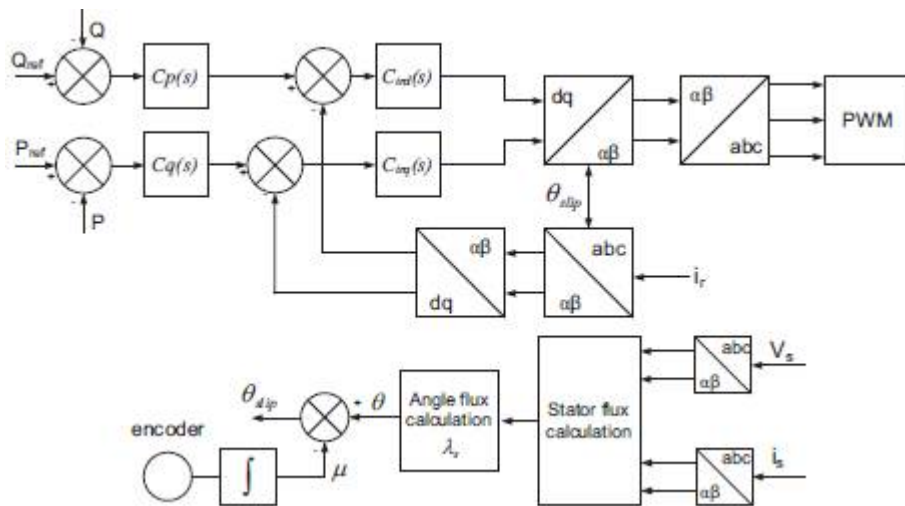 Q
Qref
Cp(s)
Cird(s)
dq
αβ
αβ
abc
PWM
Pref
Cq(s)
Cirq(s)
P
θslip
αβ
dq
abc
αβ
ir
abc
αβ
Vs
Stator flux
calculation
Angle flux
calculation
λs
θ
θslip
encoder
∫
μ
abc
αβ
is